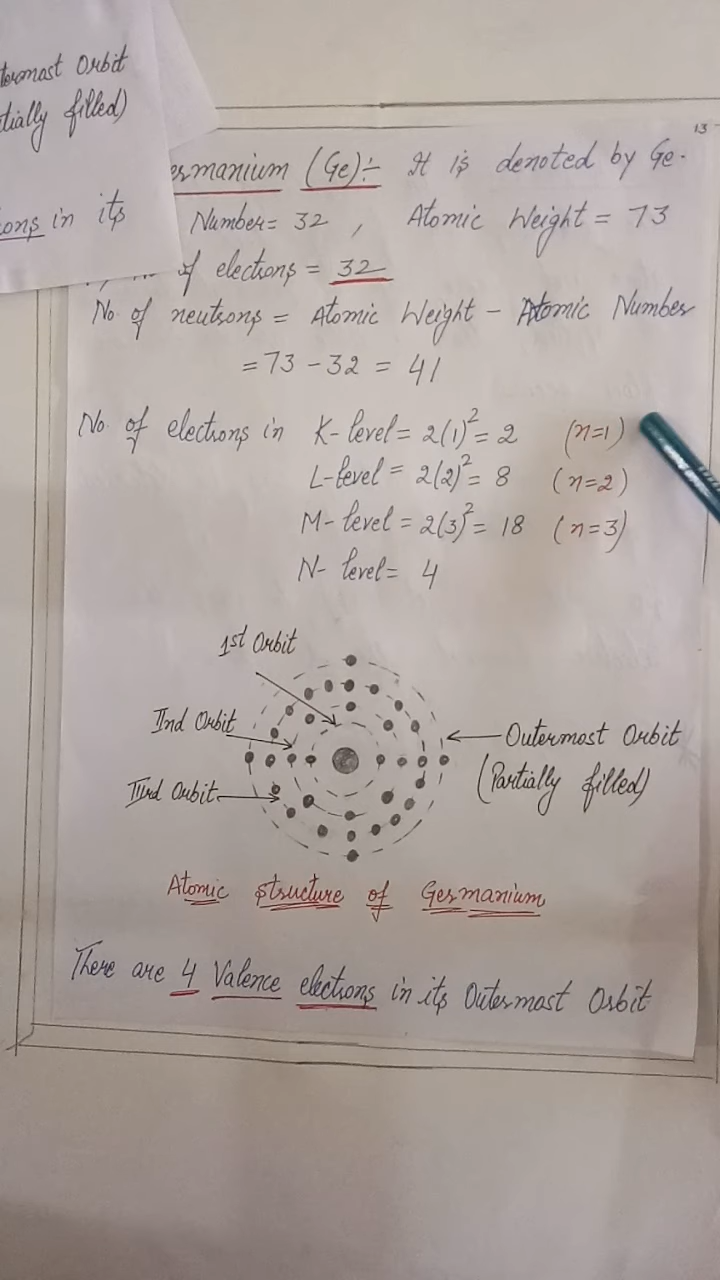 termost Orbit
tially filled)
ons in its
13
ermanium (Ge):- It is denoted by Ge.
Number = 32 , Atomic Weight = 73
of electrons = 32
No. of neutrons = Atomic Weight - Atomic Number
= 73 - 32 = 41
No. of electrons in K-level = 2(1)² = 2 (n=1)
L-level = 2(2)² = 8 (n=2)
M-level = 2(3)² = 18 (n=3)
N-level = 4
1st Orbit
IInd Orbit
Outermost Orbit
(Partially filled)
IIIrd Orbit
Atomic structure of Germanium
There are 4 Valence electrons in its Outermost Orbit